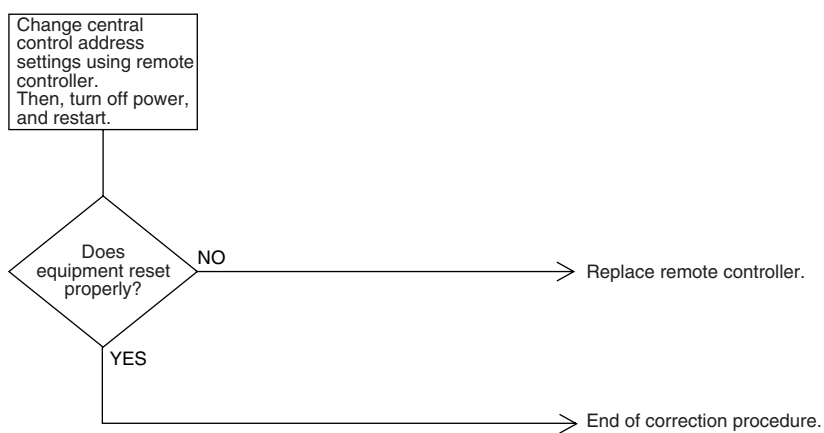 Change central
control address
settings using remote
controller.
Then, turn off power,
and restart.
Does
equipment reset
properly?
NO
Replace remote controller.
YES
End of correction procedure.